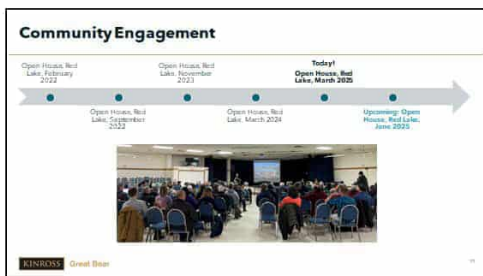 Community Engagement
Open House, Red
Lake, February
2022
Open House, Red
Lake, November
2023
Today!
Open House, Red
Lake, March 2025
Open House, Red
Lake, September
2022
Open House, Red
Lake, March 2024
Upcoming: Open
House, Red Lake,
June 2025
KINROSS
Great Bear